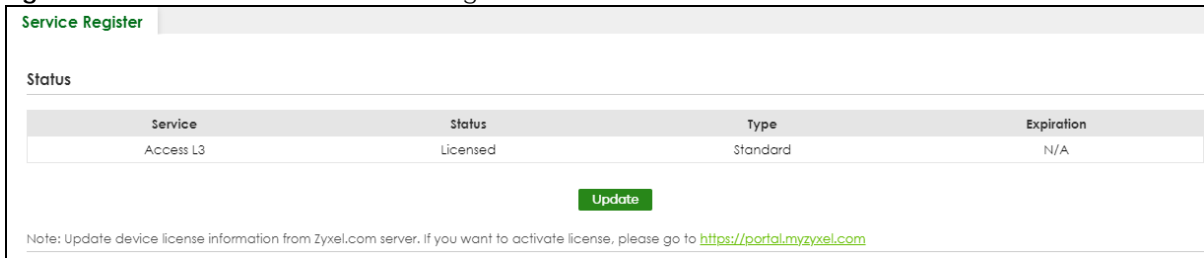 Service Register
Status
Service Status Type Expiration
Access L3 Licensed Standard N/A
Update
Note: Update device license information from Zyxel.com server. If you want to activate license, please go to https://portal.myzyxel.com